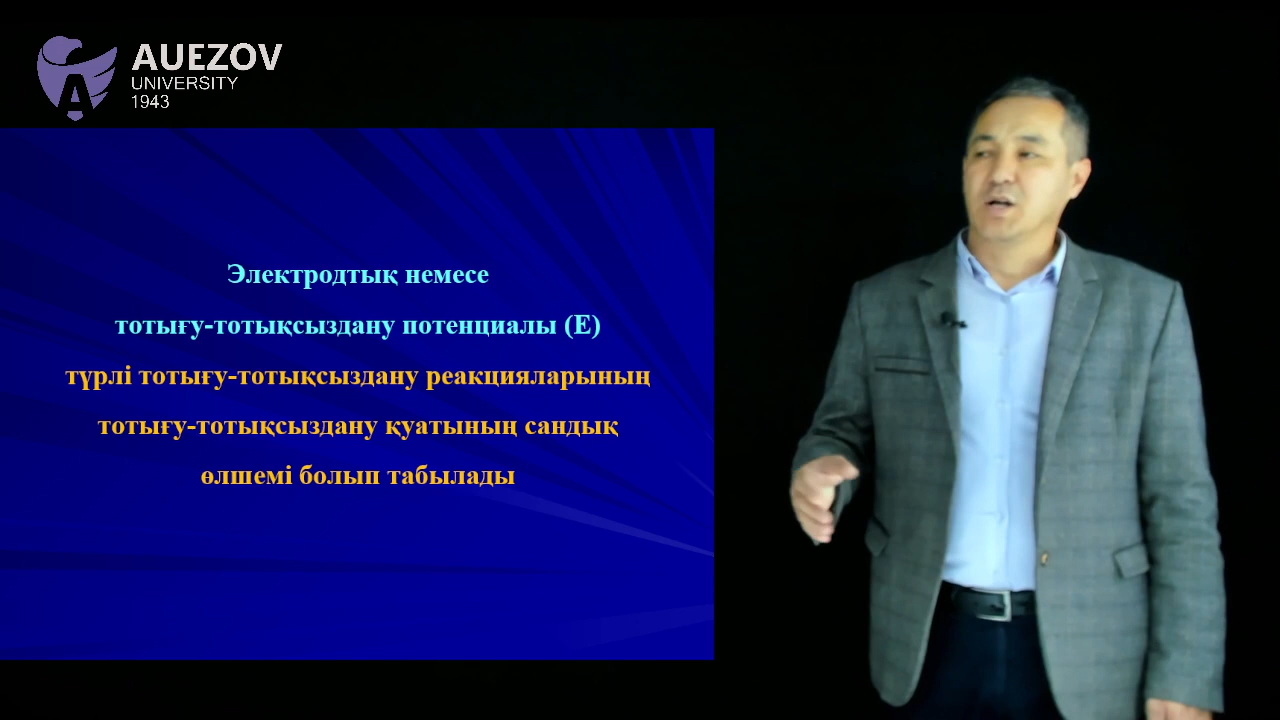 AUEZOV
UNIVERSITY
1943
Электродтық немесе
тотығу-тотықсыздану потенциалы (Е)
түрлі тотығу-тотықсыздану реакцияларының
тотығу-тотықсыздану қуатының сандық
өлшемі болып табылады